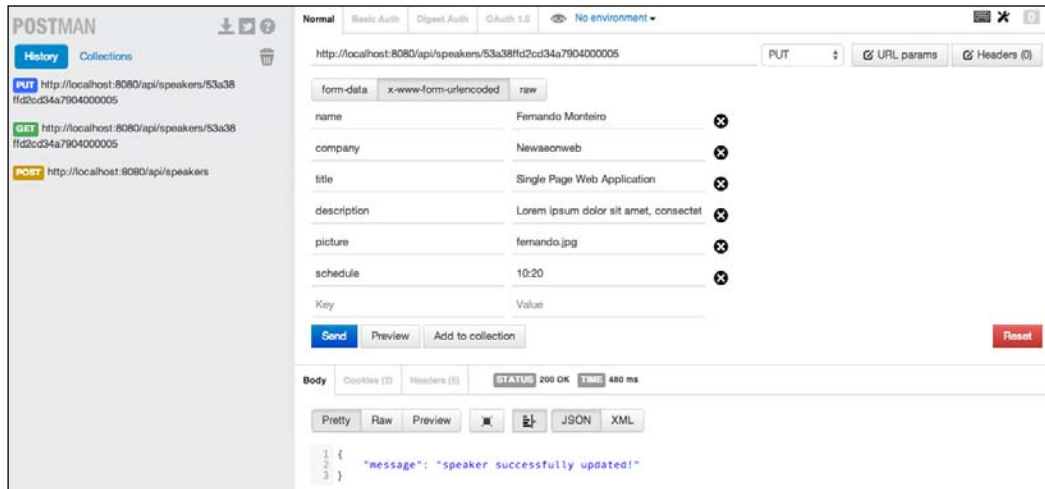 POSTMAN
History Collections
PUT http://localhost:8080/api/speakers/53a38
ffd2cd34a7904000005
GET http://localhost:8080/api/speakers/53a38
ffd2cd34a7904000005
POST http://localhost:8080/api/speakers
Normal Basic Auth Digest Auth OAuth 1.0 No environment
0
http://localhost:8080/api/speakers/53a38ffd2cd34a7904000005 PUT URL params Headers (0)
form-data x-www-form-urlencoded raw
name Fernando Monteiro
company Newaeonweb
title Single Page Web Application
description Lorem ipsum dolor sit amet, consectet
picture fernando.jpg
schedule 10:20
Key Value
Send Preview Add to collection Reset
Body Cookies (2) Headers (5) STATUS 200 OK TIME 480 ms
Pretty Raw Preview JSON XML
1 {
2 "message": "speaker successfully updated!"
3 }